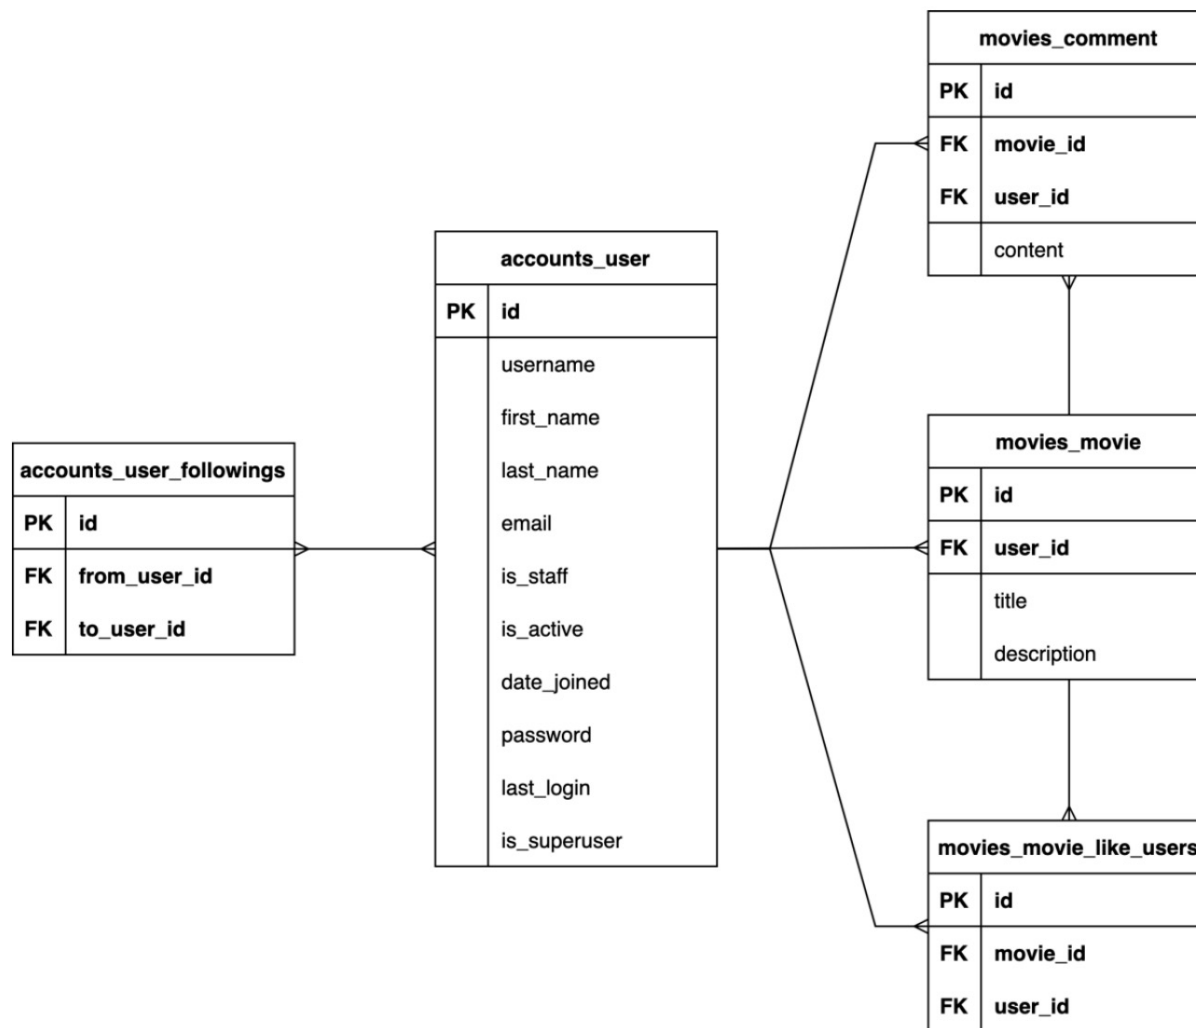 accounts_user_followings
PK id
FK from_user_id
FK to_user_id
accounts_user
PK id
username
first_name
last_name
email
is_staff
is_active
date_joined
password
last_login
is_superuser
movies_comment
PK id
FK movie_id
FK user_id
content
movies_movie
PK id
FK user_id
title
description
movies_movie_like_users
PK id
FK movie_id
FK user_id